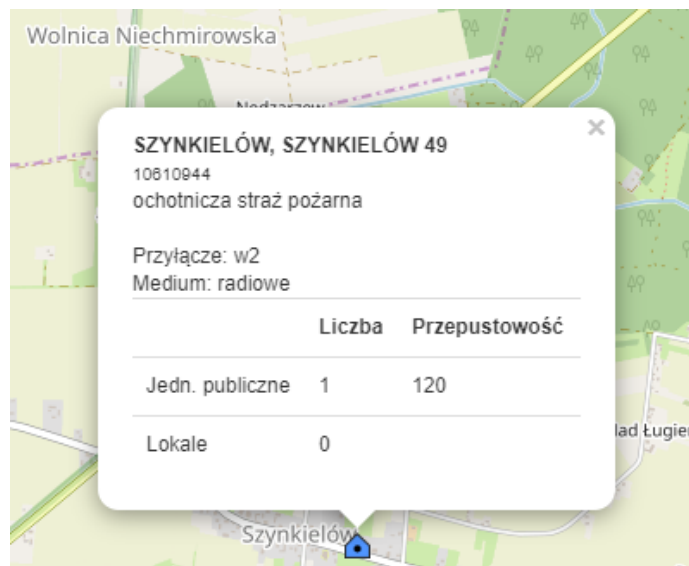 Wolnica Niechmirowska
SZYNKIELÓW, SZYNKIELÓW 49
×
10610944
ochotnicza straż pożarna
Przyłącze: w2
Medium: radiowe
Liczba Przepustowość
Jedn. publiczne 1 120
Lokale 0
Szynkielów